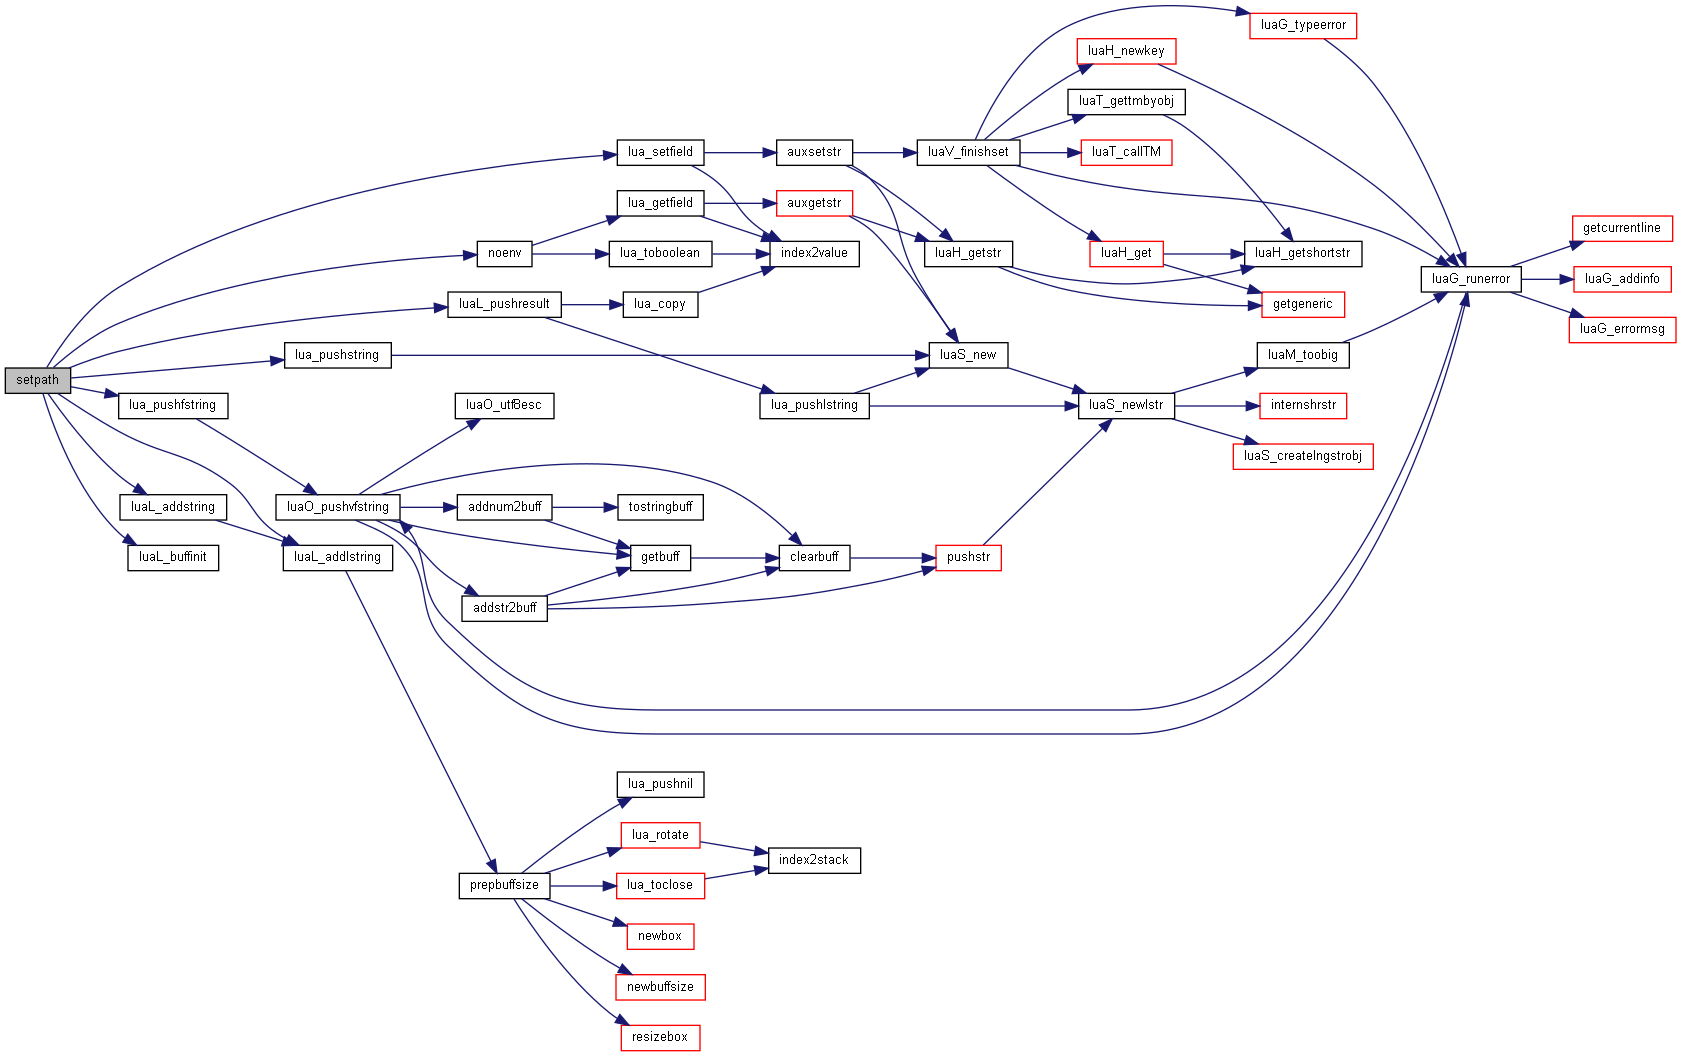 luaG_typeerror
luaH_newkey
luaT_gettmbyobj
lua_setfield
auxsetstr
luaV_finishset
luaT_callTM
lua_getfield
auxgetstr
getcurrentline
noenv
lua_toboolean
index2value
luaH_getstr
luaH_get
luaH_getshortstr
luaG_runerror
luaG_addinfo
luaL_pushresult
lua_copy
getgeneric
luaG_errormsg
lua_pushstring
luaS_new
luaM_toobig
setpath
lua_pushfstring
luaO_utf8esc
lua_pushlstring
luaS_newlstr
internshrstr
luaS_createlngstrobj
luaL_addstring
luaO_pushvfstring
addnum2buff
tostringbuff
luaL_buffinit
luaL_addlstring
getbuff
clearbuff
pushstr
addstr2buff
lua_pushnil
lua_rotate
index2stack
prepbuffsize
lua_toclose
newbox
newbuffsize
resizebox